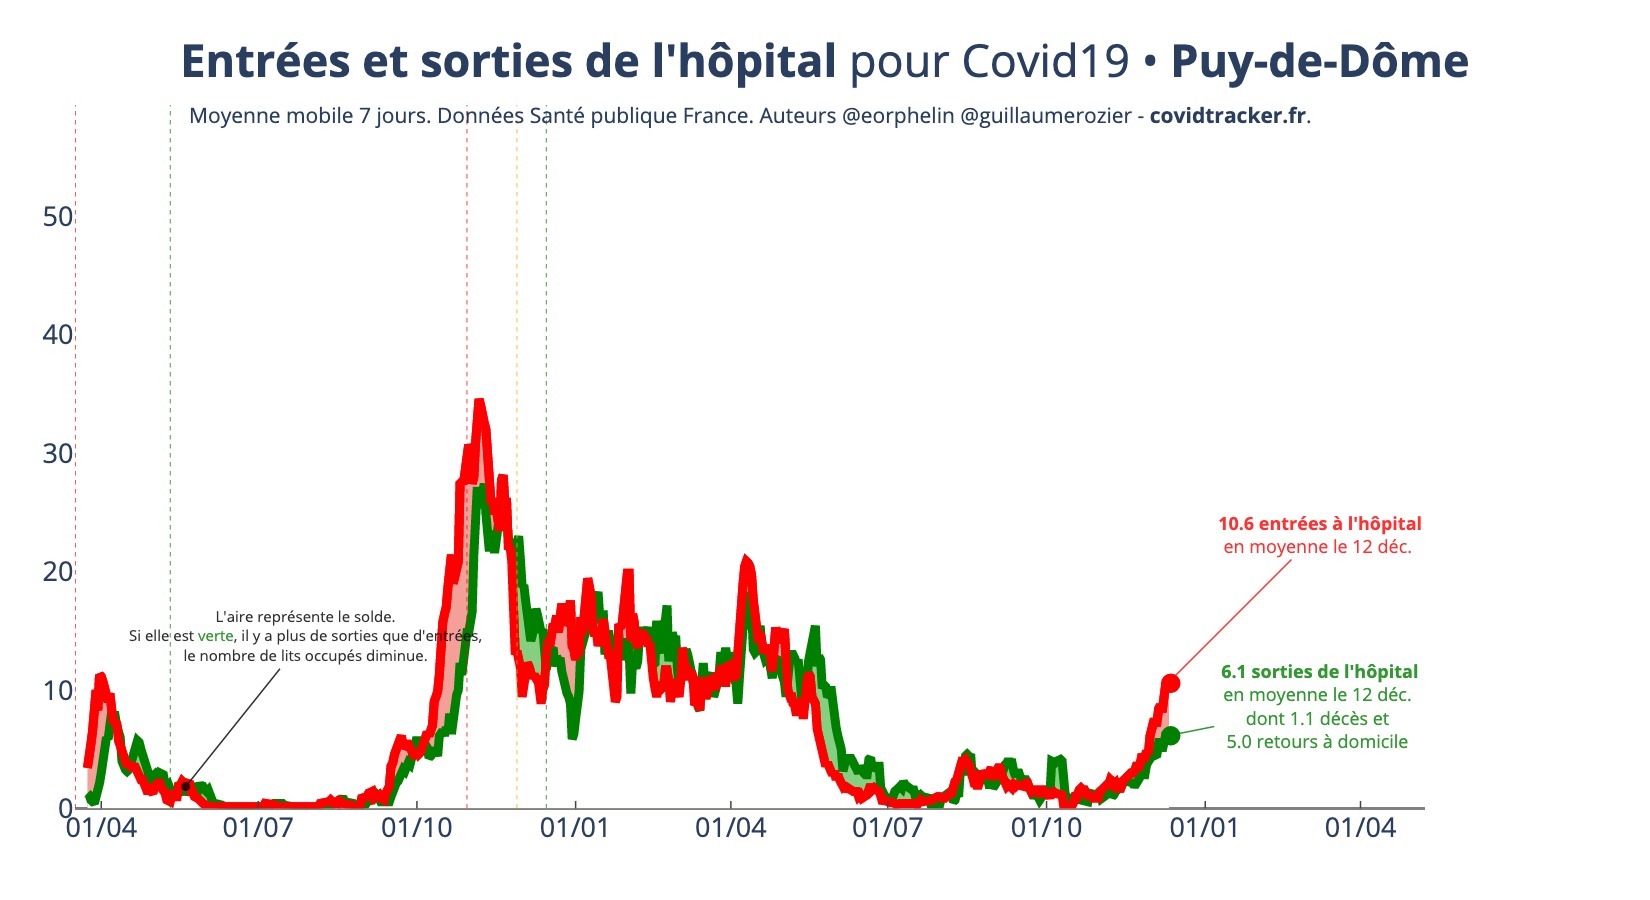 Entrées et sorties de l'hôpital pour Covid19 • Puy-de-Dôme
Moyenne mobile 7 jours. Données Santé publique France. Auteurs @eorphelin @guillaumerozier - covidtracker.fr.
50
40
30
20
10
0
L'aire représente le solde.
Si elle est verte, il y a plus de sorties que d'entrées,
le nombre de lits occupés diminue.
10.6 entrées à l'hôpital
en moyenne le 12 déc.
6.1 sorties de l'hôpital
en moyenne le 12 déc.
dont 1.1 décès et
5.0 retours à domicile
01/04 01/07 01/10 01/01 01/04 01/07 01/10 01/01 01/04